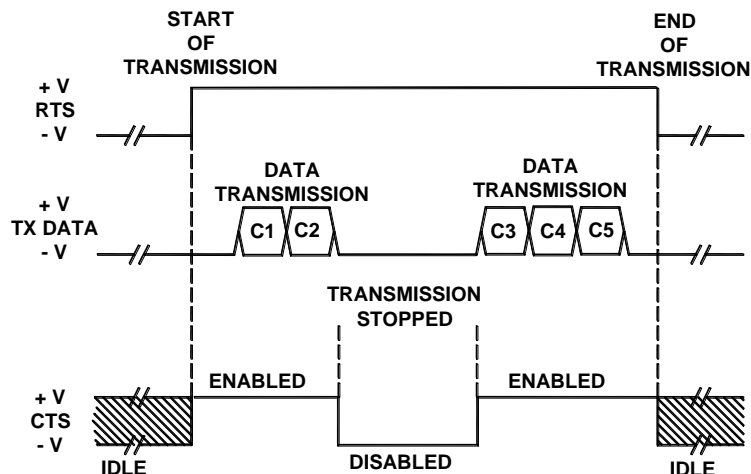 START
OF
TRANSMISSION
END
OF
TRANSMISSION
+ V
RTS
- V
DATA
TRANSMISSION
DATA
TRANSMISSION
+ V
TX DATA
- V
C1
C2
C3
C4
C5
TRANSMISSION
STOPPED
ENABLED
ENABLED
+ V
CTS
- V
IDLE
DISABLED
IDLE